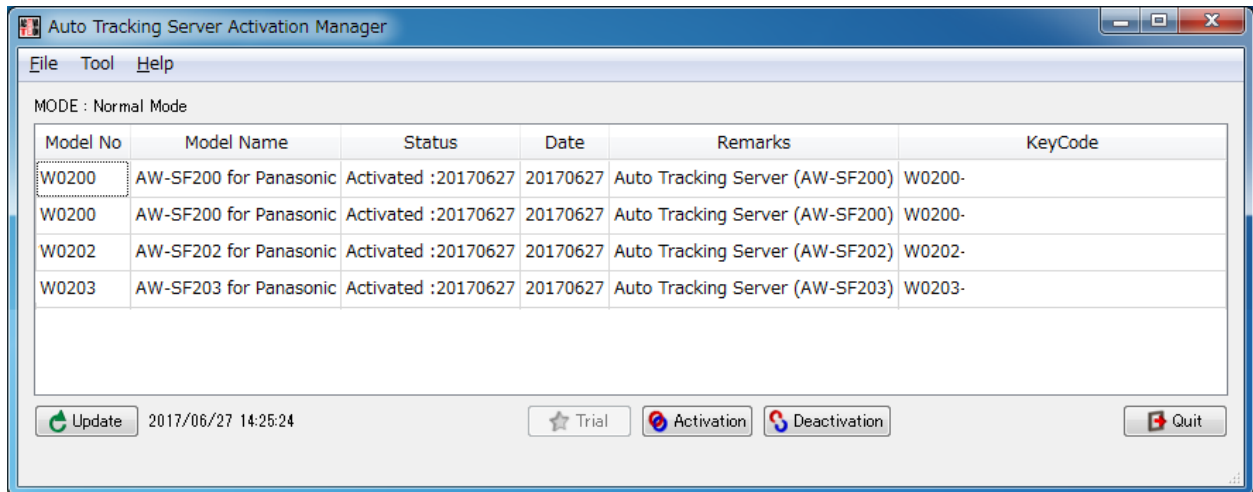 Auto Tracking Server Activation Manager
File Tool Help
MODE : Normal Mode
Model No Model Name Status Date Remarks KeyCode
W0200 AW-SF200 for Panasonic Activated :20170627 20170627 Auto Tracking Server (AW-SF200) W0200-
W0200 AW-SF200 for Panasonic Activated :20170627 20170627 Auto Tracking Server (AW-SF200) W0200-
W0202 AW-SF202 for Panasonic Activated :20170627 20170627 Auto Tracking Server (AW-SF202) W0202-
W0203 AW-SF203 for Panasonic Activated :20170627 20170627 Auto Tracking Server (AW-SF203) W0203-
Update 2017/06/27 14:25:24 Trial Activation Deactivation Quit